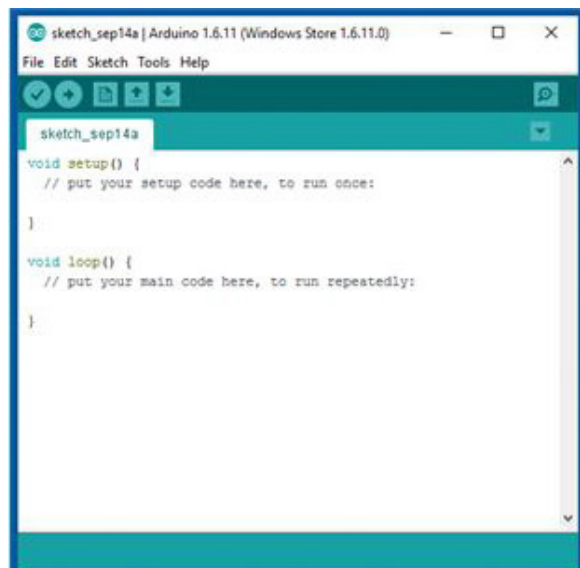 sketch_sep14a | Arduino 1.6.11 (Windows Store 1.6.11.0)
File Edit Sketch Tools Help
sketch_sep14a
void setup() {
  // put your setup code here, to run once:
}
void loop() {
  // put your main code here, to run repeatedly:
}